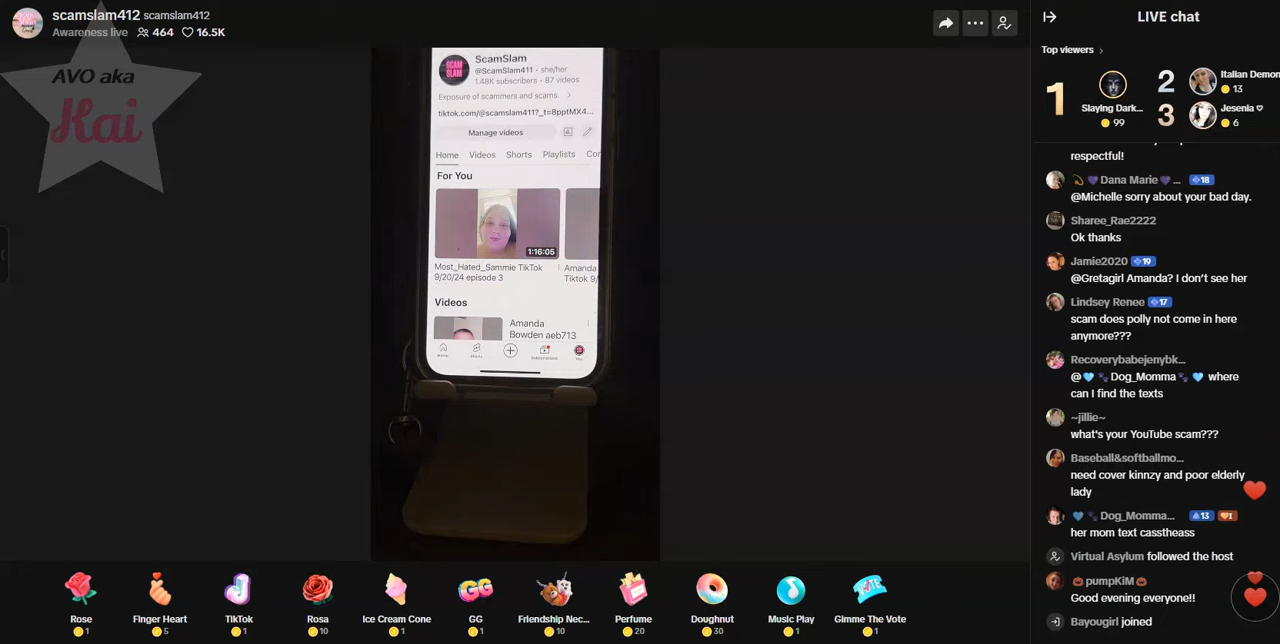 scamslam412 scamslam412
Awareness live 464 16.5K
AVO aka
Kai
SCAM
SLAM
ScamSlam
@ScamSlam411 · she/her
1.48K subscribers · 87 videos
Exposure of scammers and scams. >
tiktok.com/@scamslam411?_t=8pptMX4...
Manage videos
Home Videos Shorts Playlists Com
For You
1:16:05
Most_Hated_Sammie TikTok
9/20/24 episode 3
Amanda
Tiktok 9/
Videos
Amanda
Bowden aeb713
Home Shorts Subscriptions You
Rose
1
Finger Heart
5
TikTok
1
Rosa
10
Ice Cream Cone
1
GG
1
Friendship Nec...
10
Perfume
20
Doughnut
30
Music Play
1
Gimme The Vote
1
LIVE chat
Top viewers >
1
Slaying Dark...
99
2
Italian Demon
13
3
Jesenia
6
respectful!
Dana Marie ... 18
@Michelle sorry about your bad day.
Sharee_Rae2222
Ok thanks
Jamie2020 19
@Gretagirl Amanda? I don't see her
Lindsey Renee 17
scam does polly not come in here
anymore???
Recoverybabejenybk...
@💙 🐾Dog_Momma🐾 💙 where
can I find the texts
~jillie~
what's your YouTube scam???
Baseball&softballmo...
need cover kinnzy and poor elderly
lady
💙 🐾Dog_Momma... 13 I
her mom text casstheass
Virtual Asylum followed the host
🎃pumpKiM🎃
Good evening everyone!!
Bayougirl joined